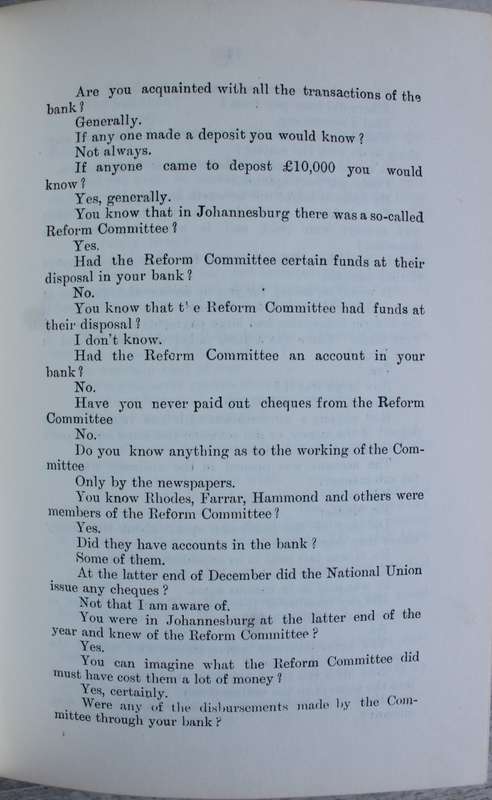 Are you acquainted with all the transactions of the
bank?
Generally.
If any one made a deposit you would know?
Not always.
If anyone came to depost £10,000 you would
know?
Yes, generally.
You know that in Johannesburg there was a so-called
Reform Committee?
Yes.
Had the Reform Committee certain funds at their
disposal in your bank?
No.
You know that t' e Reform Committee had funds at
their disposal?
I don't know.
Had the Reform Committee an account in your
bank?
No.
Have you never paid out cheques from the Reform
Committee
No.
Do you know anything as to the working of the Com-
mittee
Only by the newspapers.
You know Rhodes, Farrar, Hammond and others were
members of the Reform Committee?
Yes.
Did they have accounts in the bank?
Some of them.
At the latter end of December did the National Union
issue any cheques?
Not that I am aware of.
You were in Johannesburg at the latter end of the
year and knew of the Reform Committee?
Yes.
You can imagine what the Reform Committee did
must have cost them a lot of money?
Yes, certainly.
Were any of the disbursements made by the Com-
mittee through your bank?